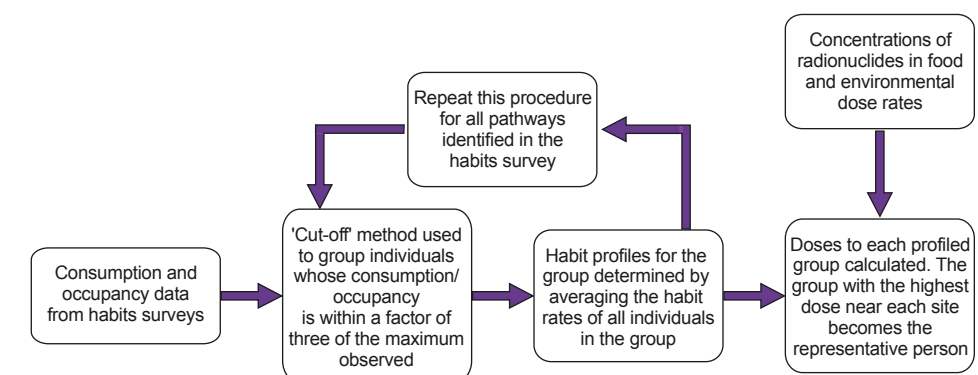 Concentrations of
radionuclides in food
and environmental
dose rates
Repeat this procedure
for all pathways
identified in the
habits survey
Consumption and
occupancy data
from habits surveys
'Cut-off' method used
to group individuals
whose consumption/
occupancy
is within a factor of
three of the maximum
observed
Habit profiles for the
group determined by
averaging the habit
rates of all individuals
in the group
Doses to each profiled
group calculated. The
group with the highest
dose near each site
becomes the
representative person